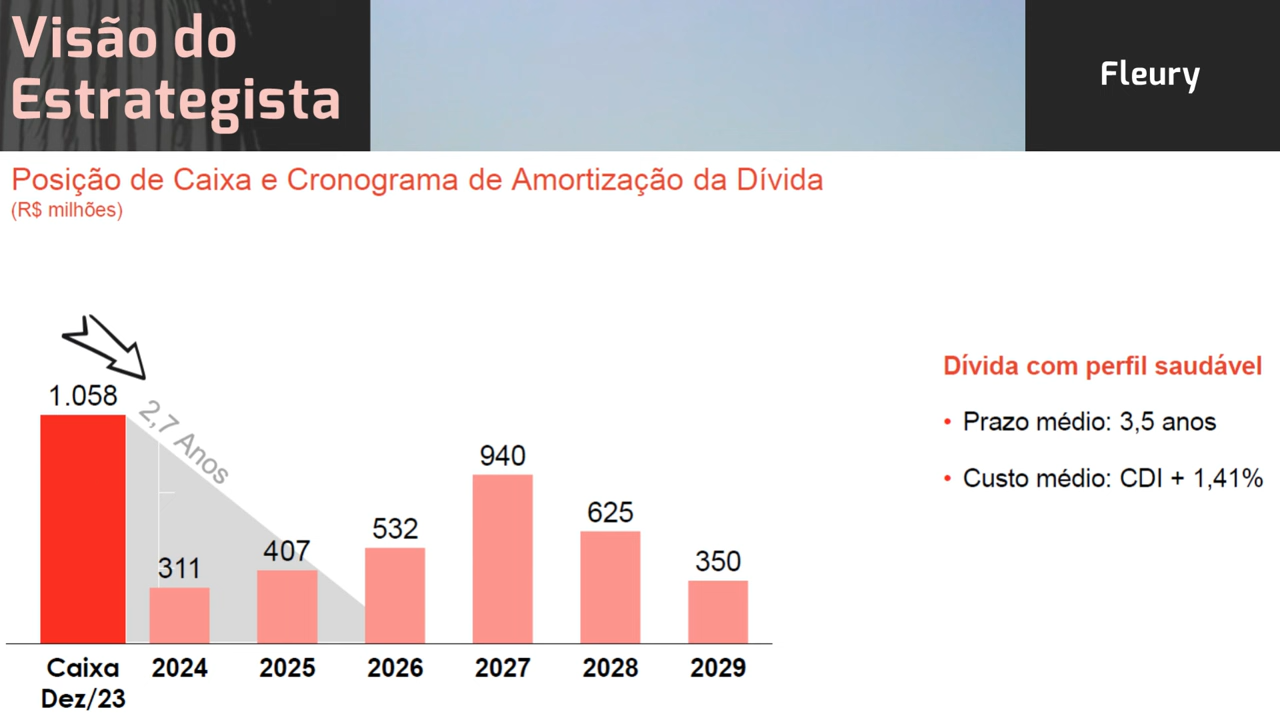 Visão do
Estrategista
Fleury
Posição de Caixa e Cronograma de Amortização da Dívida
(R$ milhões)
1.058
2,7 Anos
311
407
532
940
625
350
Caixa
Dez/23
2024
2025
2026
2027
2028
2029
Dívida com perfil saudável
• Prazo médio: 3,5 anos
• Custo médio: CDI + 1,41%